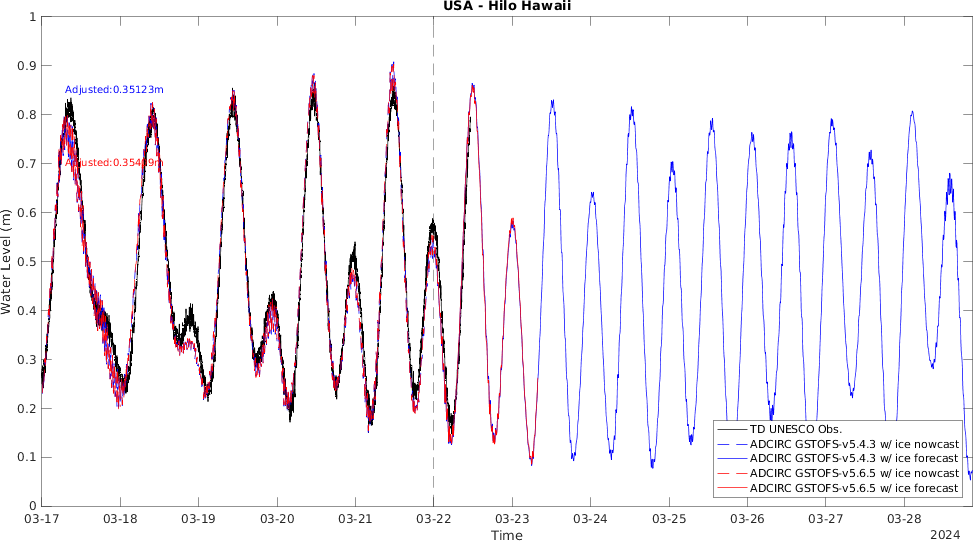 USA - Hilo Hawaii
1
0.9
0.8
0.7
0.6
0.5
0.4
0.3
0.2
0.1
0
Water Level (m)
Adjusted:0.35123m
TD UNESCO Obs.
ADCIRC GSTOFS-v5.4.3 w/ ice nowcast
ADCIRC GSTOFS-v5.4.3 w/ ice forecast
ADCIRC GSTOFS-v5.6.5 w/ ice nowcast
ADCIRC GSTOFS-v5.6.5 w/ ice forecast
03-17 03-18 03-19 03-20 03-21 03-22 03-23 03-24 03-25 03-26 03-27 03-28
Time
2024